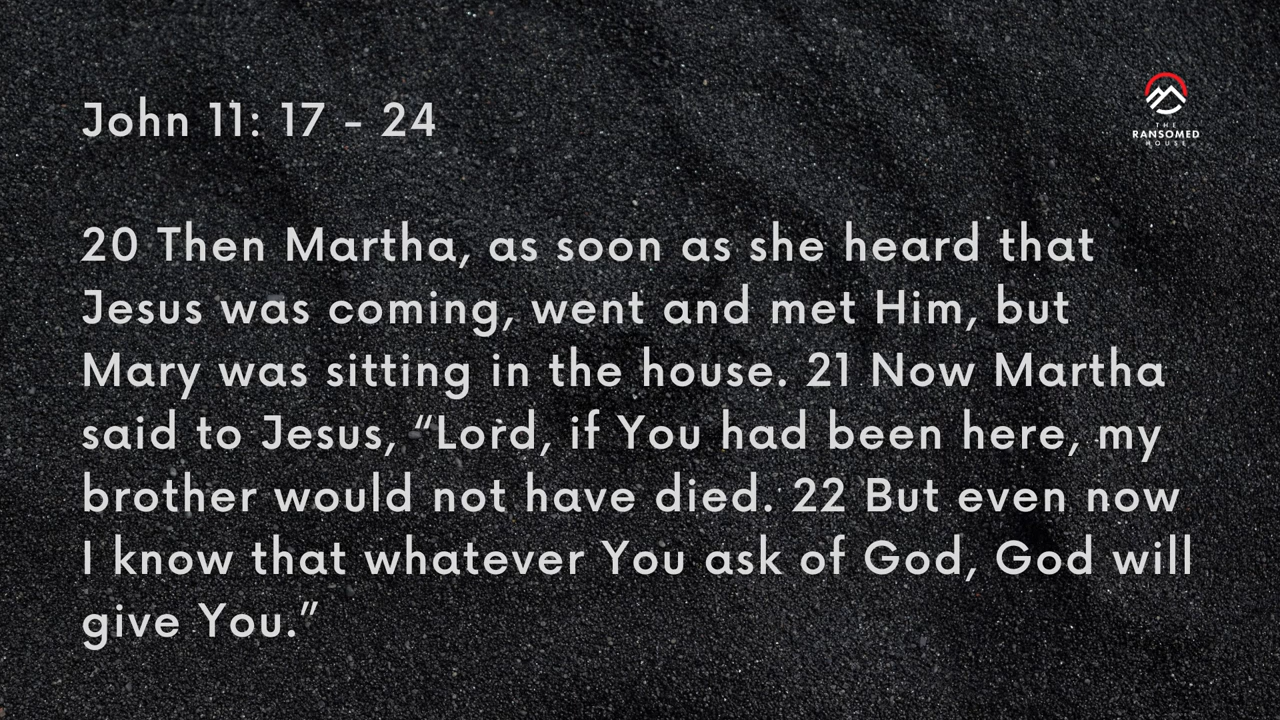 John 11: 17 - 24
THE
RANSOMED
HOUSE
20 Then Martha, as soon as she heard that
Jesus was coming, went and met Him, but
Mary was sitting in the house. 21 Now Martha
said to Jesus, “Lord, if You had been here, my
brother would not have died. 22 But even now
I know that whatever You ask of God, God will
give You.”